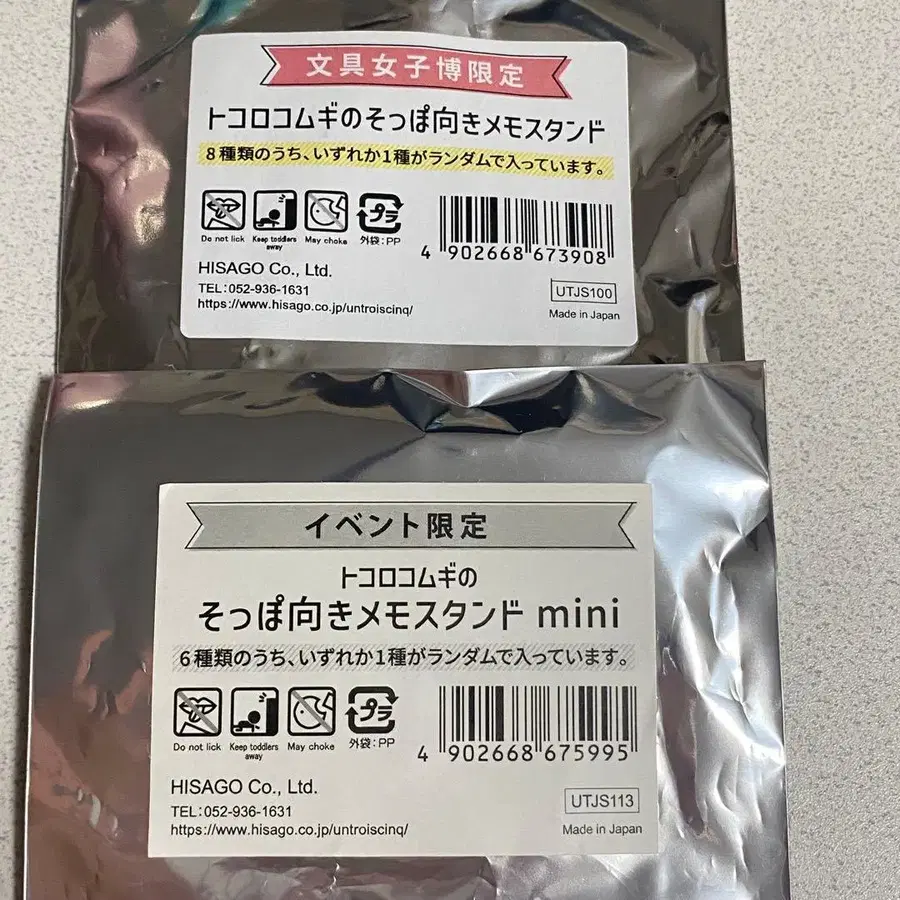 文具女子博限定
トコロコムギのそっぽ向きメモスタンド
8種類のうち、いずれか1種がランダムで入っています。
Do not lick
Keep toddlers away
May choke
プラ
外袋:PP
4 902668 673908
HISAGO Co., Ltd.
TEL:052-936-1631
https://www.hisago.co.jp/untroiscinq/
UTJS100
Made in Japan
イベント限定
トコロコムギの
そっぽ向きメモスタンド mini
6種類のうち、いずれか1種がランダムで入っています。
Do not lick
Keep toddlers away
May choke
プラ
外袋:PP
4 902668 675995
HISAGO Co., Ltd.
TEL:052-936-1631
https://www.hisago.co.jp/untroiscinq/
UTJS113
Made in Japan